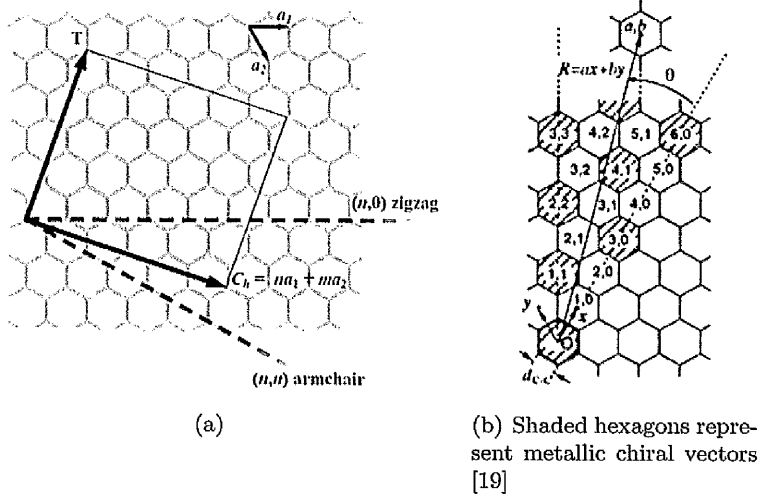 T
a1
a2
(n,0) zigzag
Ch = na1 + ma2
(n,n) armchair
(a)
a,b
R=ax+by
θ
3,3
4,2
5,1
6,0
3,2
4,1
5,0
2,2
3,1
4,0
2,1
3,0
1,1
2,0
1,0
y
x
O
dc-c
(b) Shaded hexagons repre-
sent metallic chiral vectors
[19]